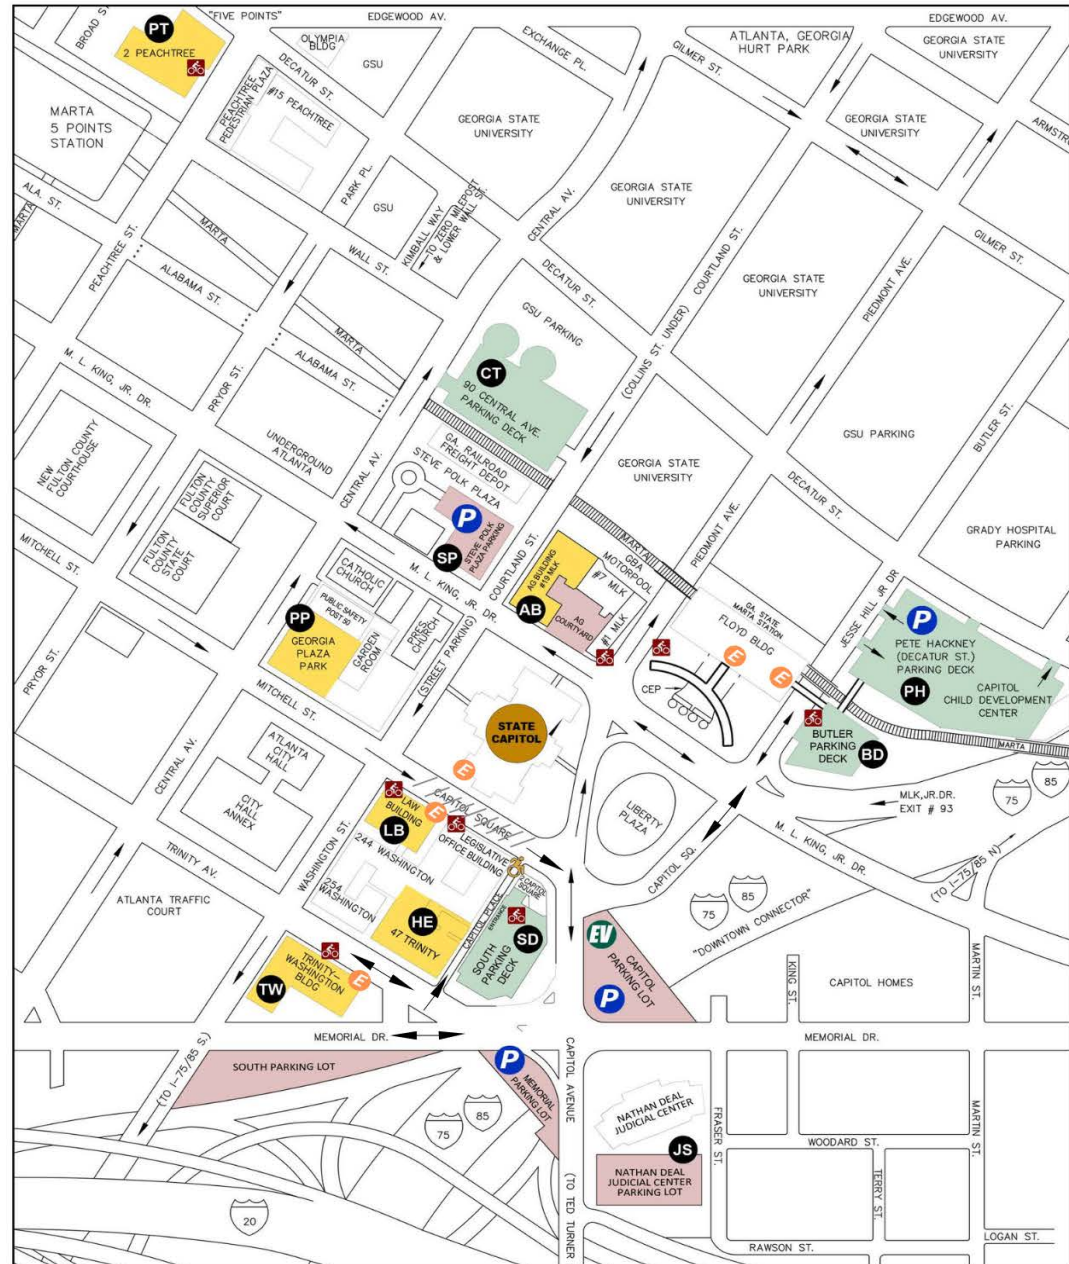 "FIVE POINTS"
EDGEWOOD AV.
EDGEWOOD AV.
BROAD ST.
PT
2 PEACHTREE
OLYMPIA
BLDG
GSU
EXCHANGE PL.
GILMER ST.
ATLANTA, GEORGIA
HURT PARK
GEORGIA STATE
UNIVERSITY
MARTA
5 POINTS
STATION
PEACHTREE
PEDESTRIAN PLAZA
DECATUR ST.
#15 PEACHTREE
GEORGIA STATE
UNIVERSITY
GEORGIA STATE
UNIVERSITY
ALA. ST.
MARTA
PARK PL.
GSU
KIMBALL WAY
TO ZERO MILEPOST
& LOWER WALL ST.
CENTRAL AV.
GEORGIA STATE
UNIVERSITY
GILMER ST.
PEACHTREE ST.
MARTA
ALABAMA ST.
WALL ST.
DECATUR ST.
COURTLAND ST.
(COLLINS ST. UNDER)
GEORGIA STATE
UNIVERSITY
PIEDMONT AVE.
GSU PARKING
MARTA
ALABAMA ST.
M. L. KING, JR. DR.
PRYOR ST.
CT
90 CENTRAL AVE.
PARKING DECK
BUTLER ST.
GSU PARKING
NEW
FULTON COUNTY
COURTHOUSE
UNDERGROUND
ATLANTA
CENTRAL AV.
GA. RAILROAD
FREIGHT DEPOT
STEVE POLK PLAZA
GEORGIA STATE
UNIVERSITY
DECATUR ST.
GRADY HOSPITAL
PARKING
FULTON
COUNTY
SUPERIOR
COURT
FULTON
COUNTY
STATE
COURT
MITCHELL ST.
P
SP
STEVE POLK
PLAZA PARKING
COURTLAND ST.
MARTA
GBA
MOTORPOOL
PIEDMONT AVE.
M. L. KING, JR. DR.
AG BUILDING
#19 MLK
AB
AG
COURTYARD
#7 MLK
#1 MLK
GA. STATE
MARTA STATION
FLOYD BLDG
JESSE HILL JR DR
CATHOLIC
CHURCH
PUBLIC SAFETY
POST 50
PP
GEORGIA
PLAZA
PARK
GARDEN
ROOM
PRES.
CHURCH
(STREET PARKING)
P
PETE HACKNEY
(DECATUR ST.)
PARKING DECK
PH
CAPITOL
CHILD DEVELOPMENT
CENTER
MARTA
E
E
CEP
BUTLER
PARKING
DECK
BD
PRYOR ST.
MITCHELL ST.
STATE
CAPITOL
E
CENTRAL AV.
ATLANTA
CITY
HALL
CITY
HALL
ANNEX
LIBERTY
PLAZA
MLK,JR.DR.
EXIT # 93
75
85
LAW
BUILDING
LB
E
CAPITOL SQUARE
LEGISLATIVE
OFFICE BUILDING
M. L. KING, JR. DR.
(TO I-75/85 N)
CAPITOL SQ.
TRINITY AV.
WASHINGTON ST.
244 WASHINGTON
254
WASHINGTON
2 CAPITOL
SQUARE
CAPITOL PLACE
ENTRANCE
SD
SOUTH
PARKING
DECK
75
85
"DOWNTOWN CONNECTOR"
ATLANTA TRAFFIC
COURT
HE
47 TRINITY
EV
CAPITOL
PARKING LOT
P
KING ST.
CAPITOL HOMES
MARTIN ST.
TW
TRINITY-
WASHINGTON
BLDG
E
MEMORIAL DR.
MEMORIAL DR.
(TO I-75/85 S.)
SOUTH PARKING LOT
P
MEMORIAL
PARKING LOT
CAPITOL AVENUE
(TO TED TURNER
75
85
20
NATHAN DEAL
JUDICIAL CENTER
JS
NATHAN DEAL
JUDICIAL CENTER
PARKING LOT
FRASER ST.
WOODARD ST.
TERRY ST.
MARTIN ST.
RAWSON ST.
LOGAN ST.